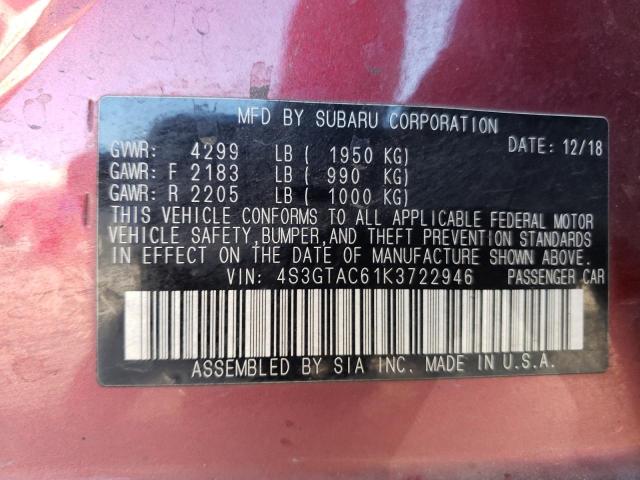 MFD BY SUBARU CORPORATION
DATE: 12/18
GVWR: 4299 LB ( 1950 KG)
GAWR: F 2183 LB ( 990 KG)
GAWR: R 2205 LB ( 1000 KG)
THIS VEHICLE CONFORMS TO ALL APPLICABLE FEDERAL MOTOR
VEHICLE SAFETY, BUMPER, AND THEFT PREVENTION STANDARDS
IN EFFECT ON THE DATE OF MANUFACTURE SHOWN ABOVE.
VIN: 4S3GTAC61K3722946 PASSENGER CAR
ASSEMBLED BY SIA INC. MADE IN U.S.A.